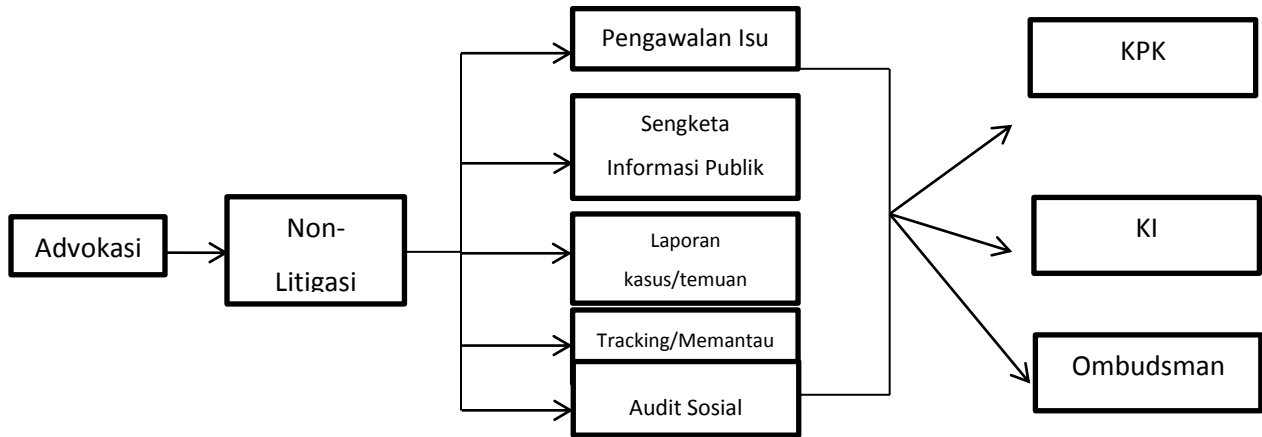 Advokasi
Non-
Litigasi
Pengawalan Isu
Sengketa
Informasi Publik
Laporan
kasus/temuan
Tracking/Memantau
Audit Sosial
KPK
KI
Ombudsman